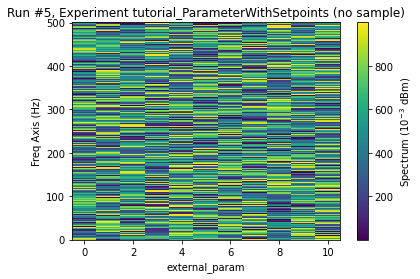 Run #5, Experiment tutorial_ParameterWithSetpoints (no sample)
500
400
300
200
100
0
Freq Axis (Hz)
0 2 4 6 8 10
external_param
800
600
400
200
Spectrum (10⁻³ dBm)